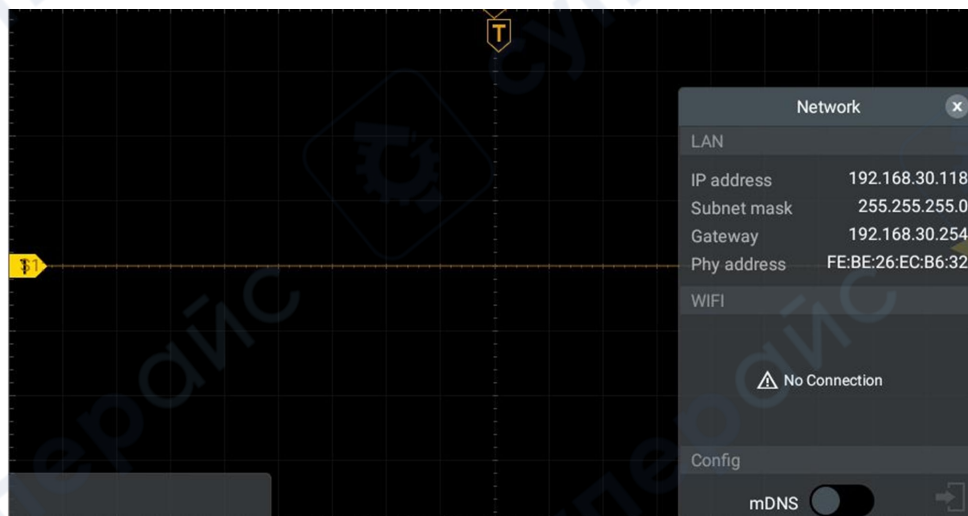 T
Network
LAN
IP address 192.168.30.118
Subnet mask 255.255.255.0
Gateway 192.168.30.254
Phy address FE:BE:26:EC:B6:32
WIFI
No Connection
Config
mDNS